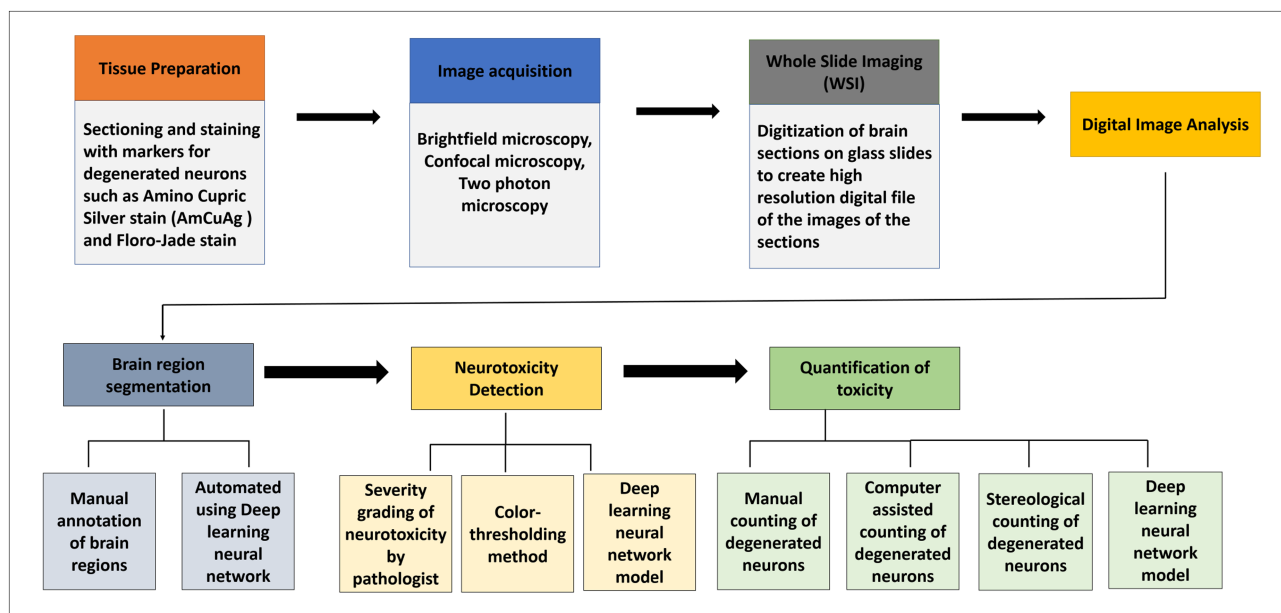 Tissue Preparation
Sectioning and staining
with markers for
degenerated neurons
such as Amino Cupric
Silver stain (AmCuAg )
and Floro-Jade stain
Image acquisition
Brightfield microscopy,
Confocal microscopy,
Two photon
microscopy
Whole Slide Imaging
(WSI)
Digitization of brain
sections on glass slides
to create high
resolution digital file
of the images of the
sections
Digital Image Analysis
Brain region
segmentation
Manual
annotation
of brain
regions
Automated
using Deep
learning
neural
network
Neurotoxicity
Detection
Severity
grading of
neurotoxicity
by
pathologist
Color-
thresholding
method
Deep
learning
neural
network
model
Quantification of
toxicity
Manual
counting of
degenerated
neurons
Computer
assisted
counting of
degenerated
neurons
Stereological
counting of
degenerated
neurons
Deep
learning
neural
network
model